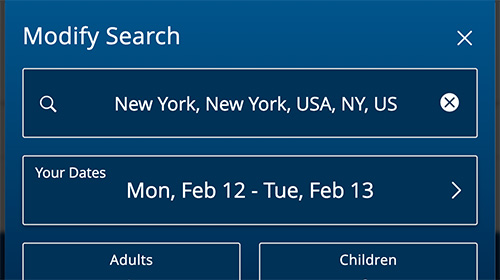 Modify Search
New York, New York, USA, NY, US
Your Dates
Mon, Feb 12 - Tue, Feb 13
Adults
Children